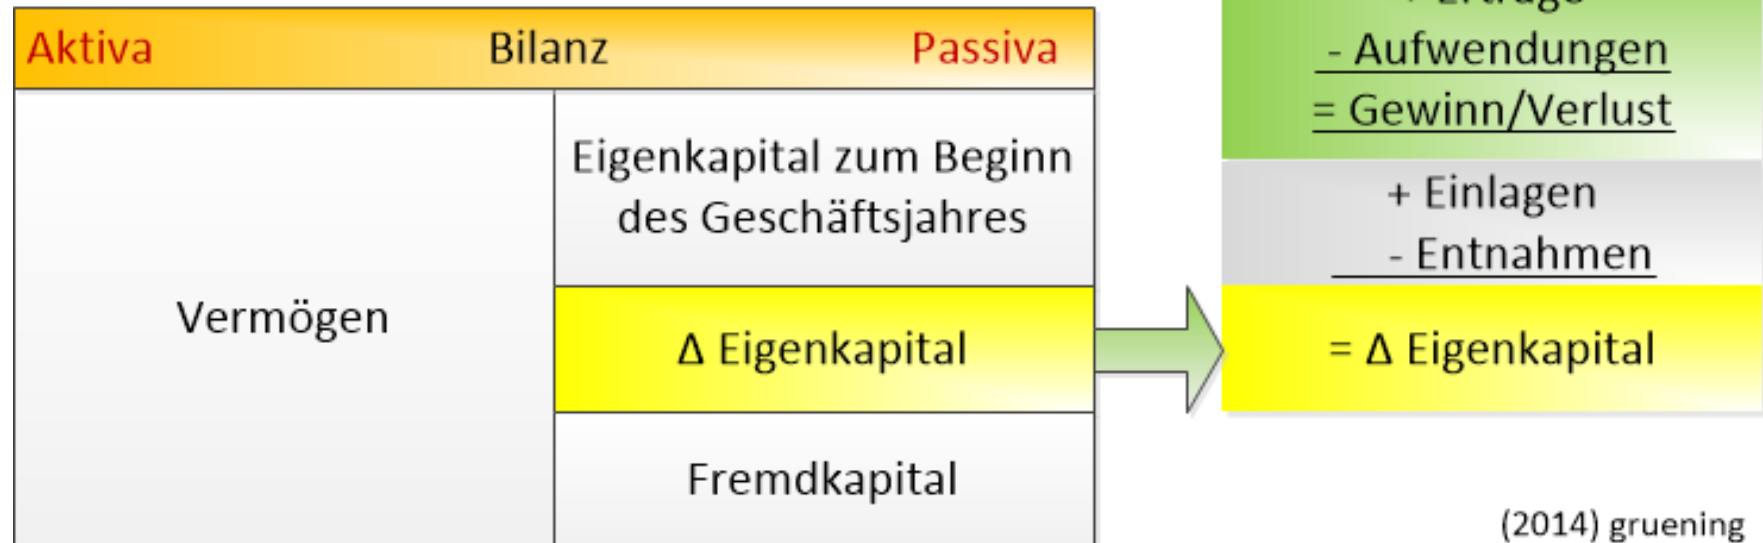 Aktiva Bilanz Passiva
Vermögen
Eigenkapital zum Beginn
des Geschäftsjahres
Δ Eigenkapital
Fremdkapital
+ Erträge
- Aufwendungen
= Gewinn/Verlust
+ Einlagen
- Entnahmen
= Δ Eigenkapital
(2014) gruening